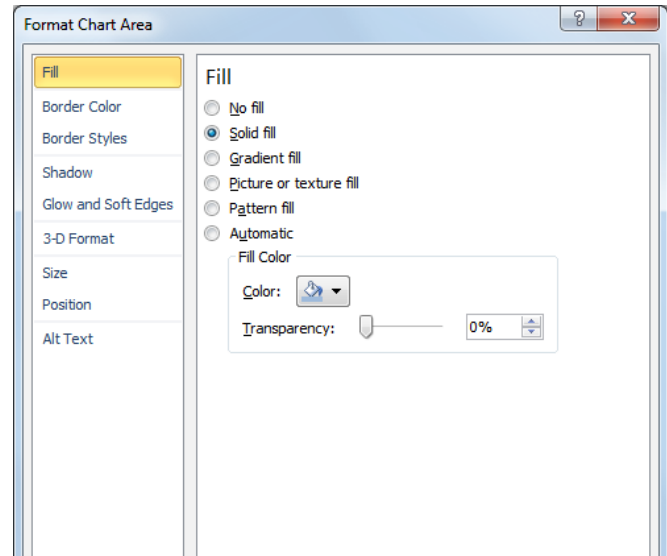 Format Chart Area
Fill
Border Color
Border Styles
Shadow
Glow and Soft Edges
3-D Format
Size
Position
Alt Text
Fill
No fill
Solid fill
Gradient fill
Picture or texture fill
Pattern fill
Automatic
Fill Color
Color:
Transparency: 0%